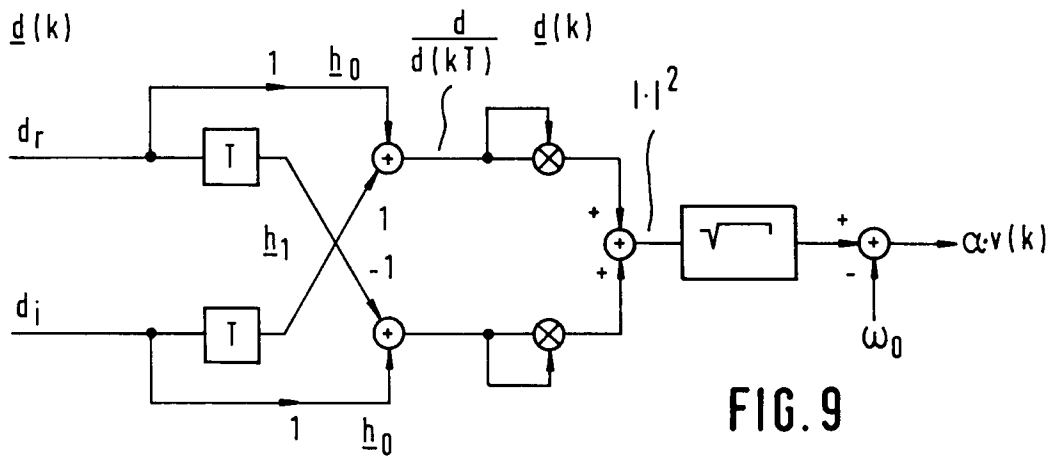 d(k)
d
d(kT)
d(k)
1
h0
|·|²
dr
T
+
1
+
+
√
+
α·v(k)
h1
-1
+
+
-
di
T
+
ω0
1
h0
FIG. 9